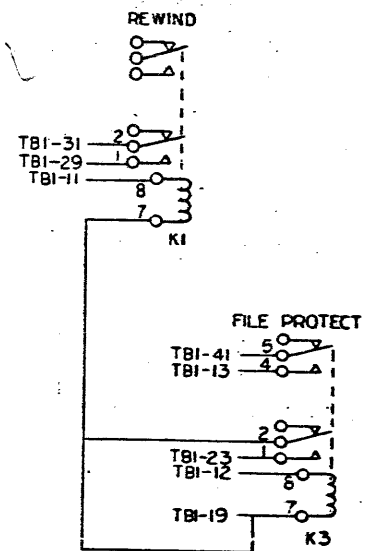 REWIND
TB1-31 2
TB1-29 1
TB1-11
8
7
K1
FILE PROTECT
TB1-41 5
TB1-13 4
2
TB1-23 1
TB1-12
8
TB1-19 7
K3